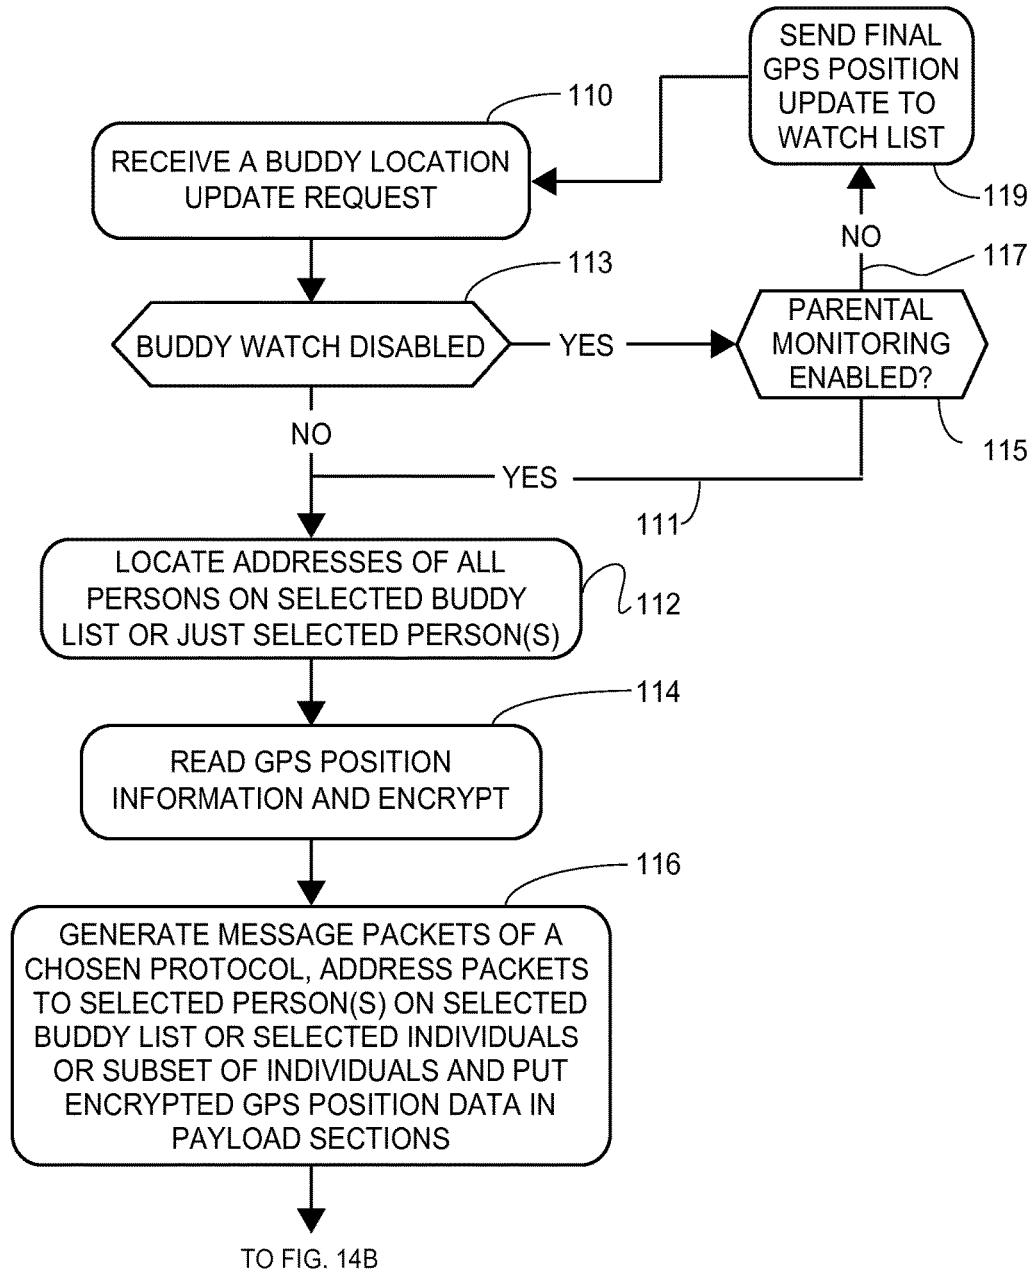 SEND FINAL
GPS POSITION
UPDATE TO
WATCH LIST
119
110
RECEIVE A BUDDY LOCATION
UPDATE REQUEST
NO
117
113
BUDDY WATCH DISABLED
YES
PARENTAL
MONITORING
ENABLED?
115
NO
YES
111
LOCATE ADDRESSES OF ALL
PERSONS ON SELECTED BUDDY
LIST OR JUST SELECTED PERSON(S)
112
114
READ GPS POSITION
INFORMATION AND ENCRYPT
116
GENERATE MESSAGE PACKETS OF A
CHOSEN PROTOCOL, ADDRESS PACKETS
TO SELECTED PERSON(S) ON SELECTED
BUDDY LIST OR SELECTED INDIVIDUALS
OR SUBSET OF INDIVIDUALS AND PUT
ENCRYPTED GPS POSITION DATA IN
PAYLOAD SECTIONS
TO FIG. 14B